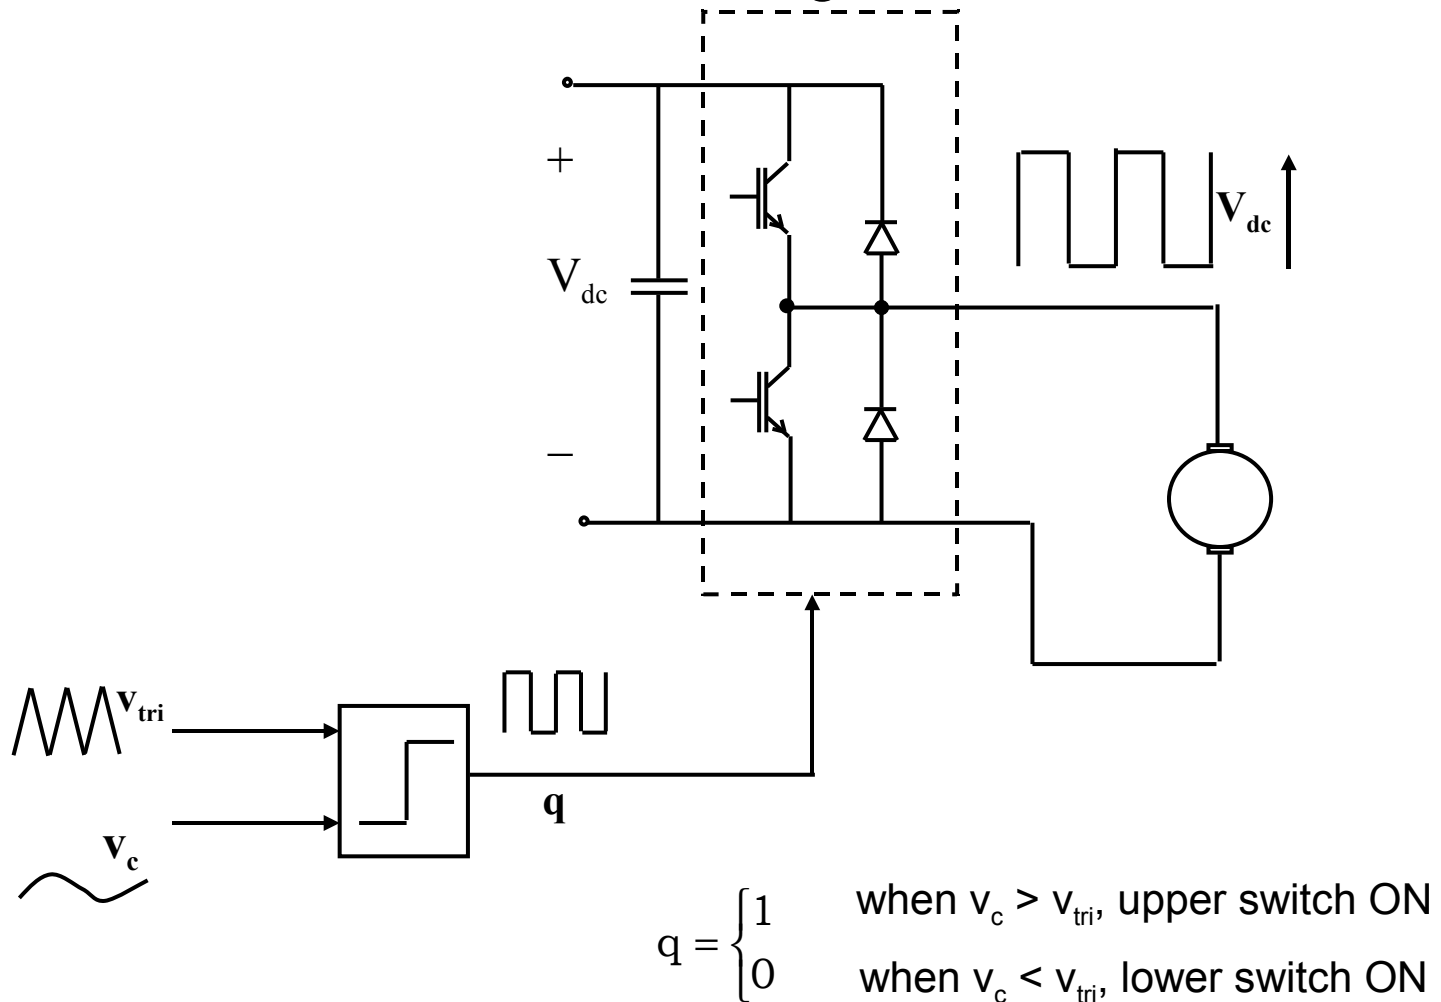 +
V_dc
V_dc
−
v_tri
q
v_c
q = { 1 when v_c > v_tri, upper switch ON
0 when v_c < v_tri, lower switch ON